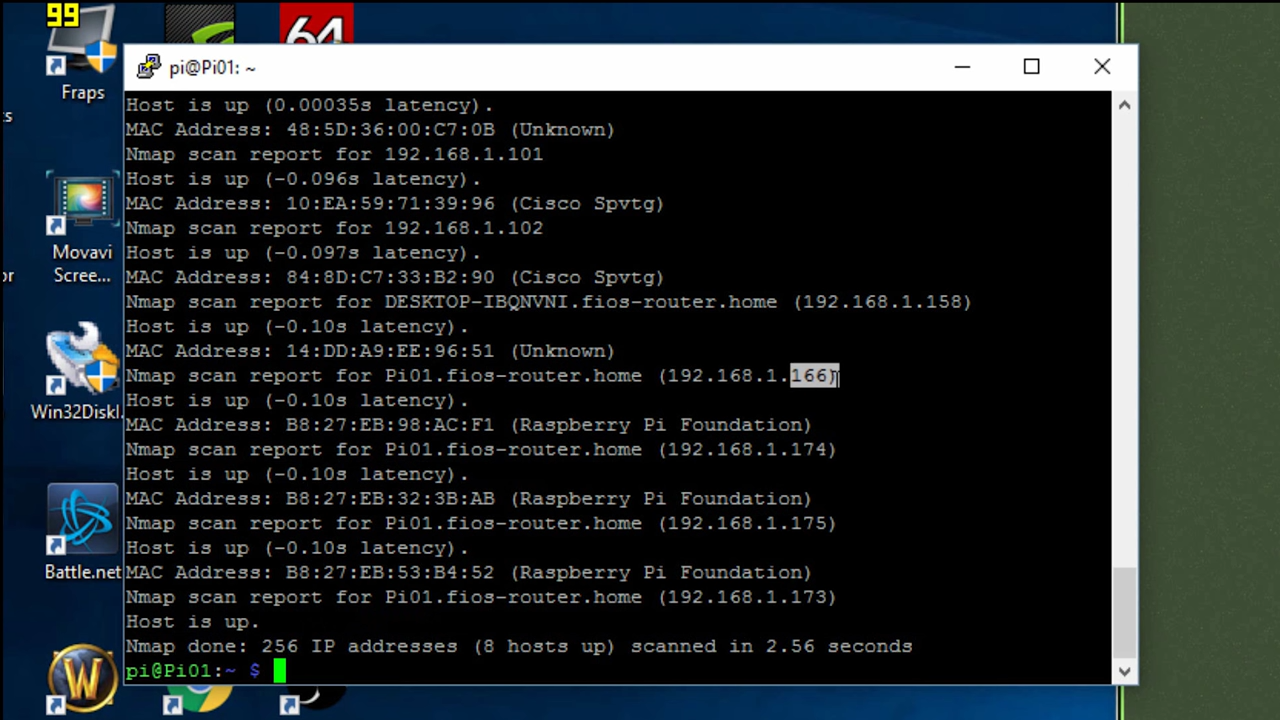 99
64
pi@Pi01: ~
Fraps
ts
Host is up (0.00035s latency).
MAC Address: 48:5D:36:00:C7:0B (Unknown)
Nmap scan report for 192.168.1.101
Host is up (-0.096s latency).
MAC Address: 10:EA:59:71:39:96 (Cisco Spvtg)
Nmap scan report for 192.168.1.102
Host is up (-0.097s latency).
MAC Address: 84:8D:C7:33:B2:90 (Cisco Spvtg)
Nmap scan report for DESKTOP-IBQNVNI.fios-router.home (192.168.1.158)
Host is up (-0.10s latency).
MAC Address: 14:DD:A9:EE:96:51 (Unknown)
Nmap scan report for Pi01.fios-router.home (192.168.1.166)
Host is up (-0.10s latency).
MAC Address: B8:27:EB:98:AC:F1 (Raspberry Pi Foundation)
Nmap scan report for Pi01.fios-router.home (192.168.1.174)
Host is up (-0.10s latency).
MAC Address: B8:27:EB:32:3B:AB (Raspberry Pi Foundation)
Nmap scan report for Pi01.fios-router.home (192.168.1.175)
Host is up (-0.10s latency).
MAC Address: B8:27:EB:53:B4:52 (Raspberry Pi Foundation)
Nmap scan report for Pi01.fios-router.home (192.168.1.173)
Host is up.
Nmap done: 256 IP addresses (8 hosts up) scanned in 2.56 seconds
pi@Pi01:~ $
Movavi
Scree...
or
Win32DiskI.
Battle.net
W